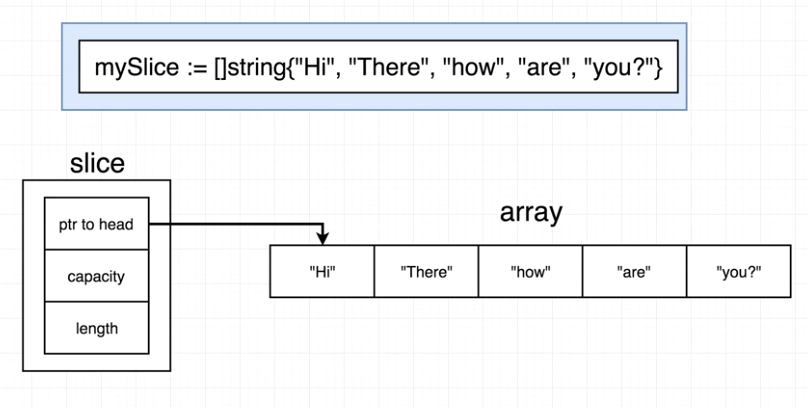 mySlice := []string{"Hi", "There", "how", "are", "you?"}
slice
ptr to head
capacity
length
array
"Hi" "There" "how" "are" "you?"